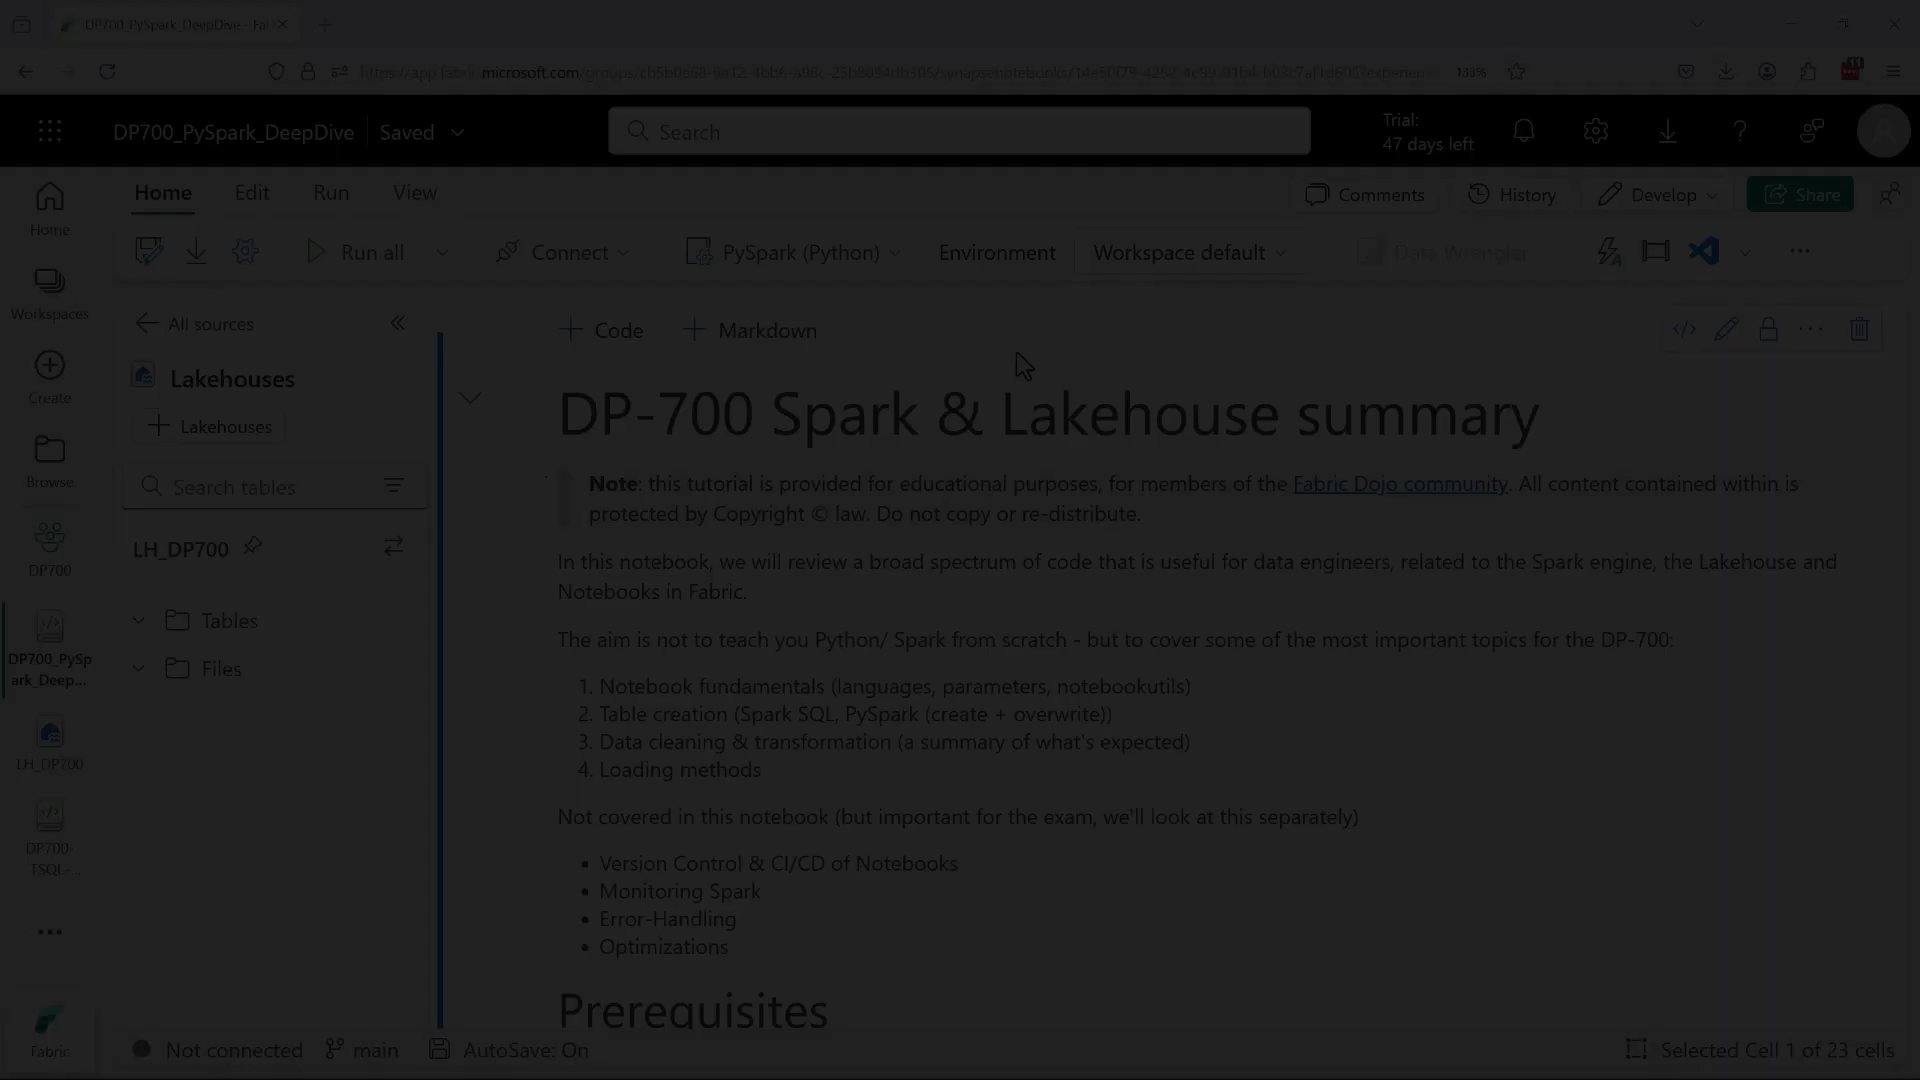 DP700_PySpark_DeepDive - Fal
microsoft.com
133%
DP700_PySpark_DeepDive
Saved
Search
Trial:
47 days left
Home
Edit
Run
View
Comments
History
Develop
Share
Run all
Connect
PySpark (Python)
Environment
Workspace default
Data Wrangler
Home
Workspaces
Create
Browse
DP700
DP700_PySp
ark_Deep...
LH_DP700
DP700-
TSQL-...
Fabric
All sources
Lakehouses
Lakehouses
Search tables
LH_DP700
Tables
Files
Code
Markdown
DP-700 Spark & Lakehouse summary
Note: this tutorial is provided for educational purposes, for members of the Fabric Dojo community. All content contained within is
protected by Copyright © law. Do not copy or re-distribute.
In this notebook, we will review a broad spectrum of code that is useful for data engineers, related to the Spark engine, the Lakehouse and
Notebooks in Fabric.
The aim is not to teach you Python/ Spark from scratch - but to cover some of the most important topics for the DP-700:
1. Notebook fundamentals (languages, parameters, notebookutils)
2. Table creation (Spark SQL, PySpark (create + overwrite))
3. Data cleaning & transformation (a summary of what's expected)
4. Loading methods
Not covered in this notebook (but important for the exam, we'll look at this separately)
• Version Control & CI/CD of Notebooks
• Monitoring Spark
• Error-Handling
• Optimizations
Prerequisites
Not connected
main
AutoSave: On
Selected Cell 1 of 23 cells